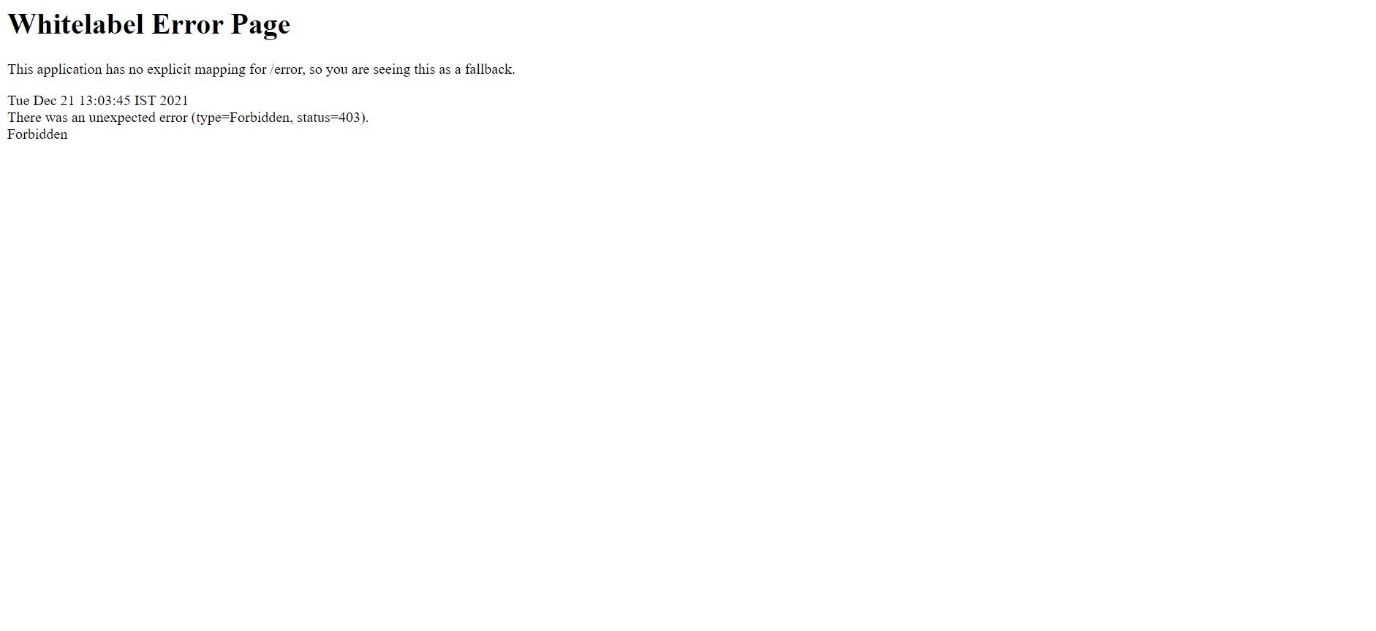 Whitelabel Error Page
This application has no explicit mapping for /error, so you are seeing this as a fallback.
Tue Dec 21 13:03:45 IST 2021
There was an unexpected error (type=Forbidden, status=403).
Forbidden